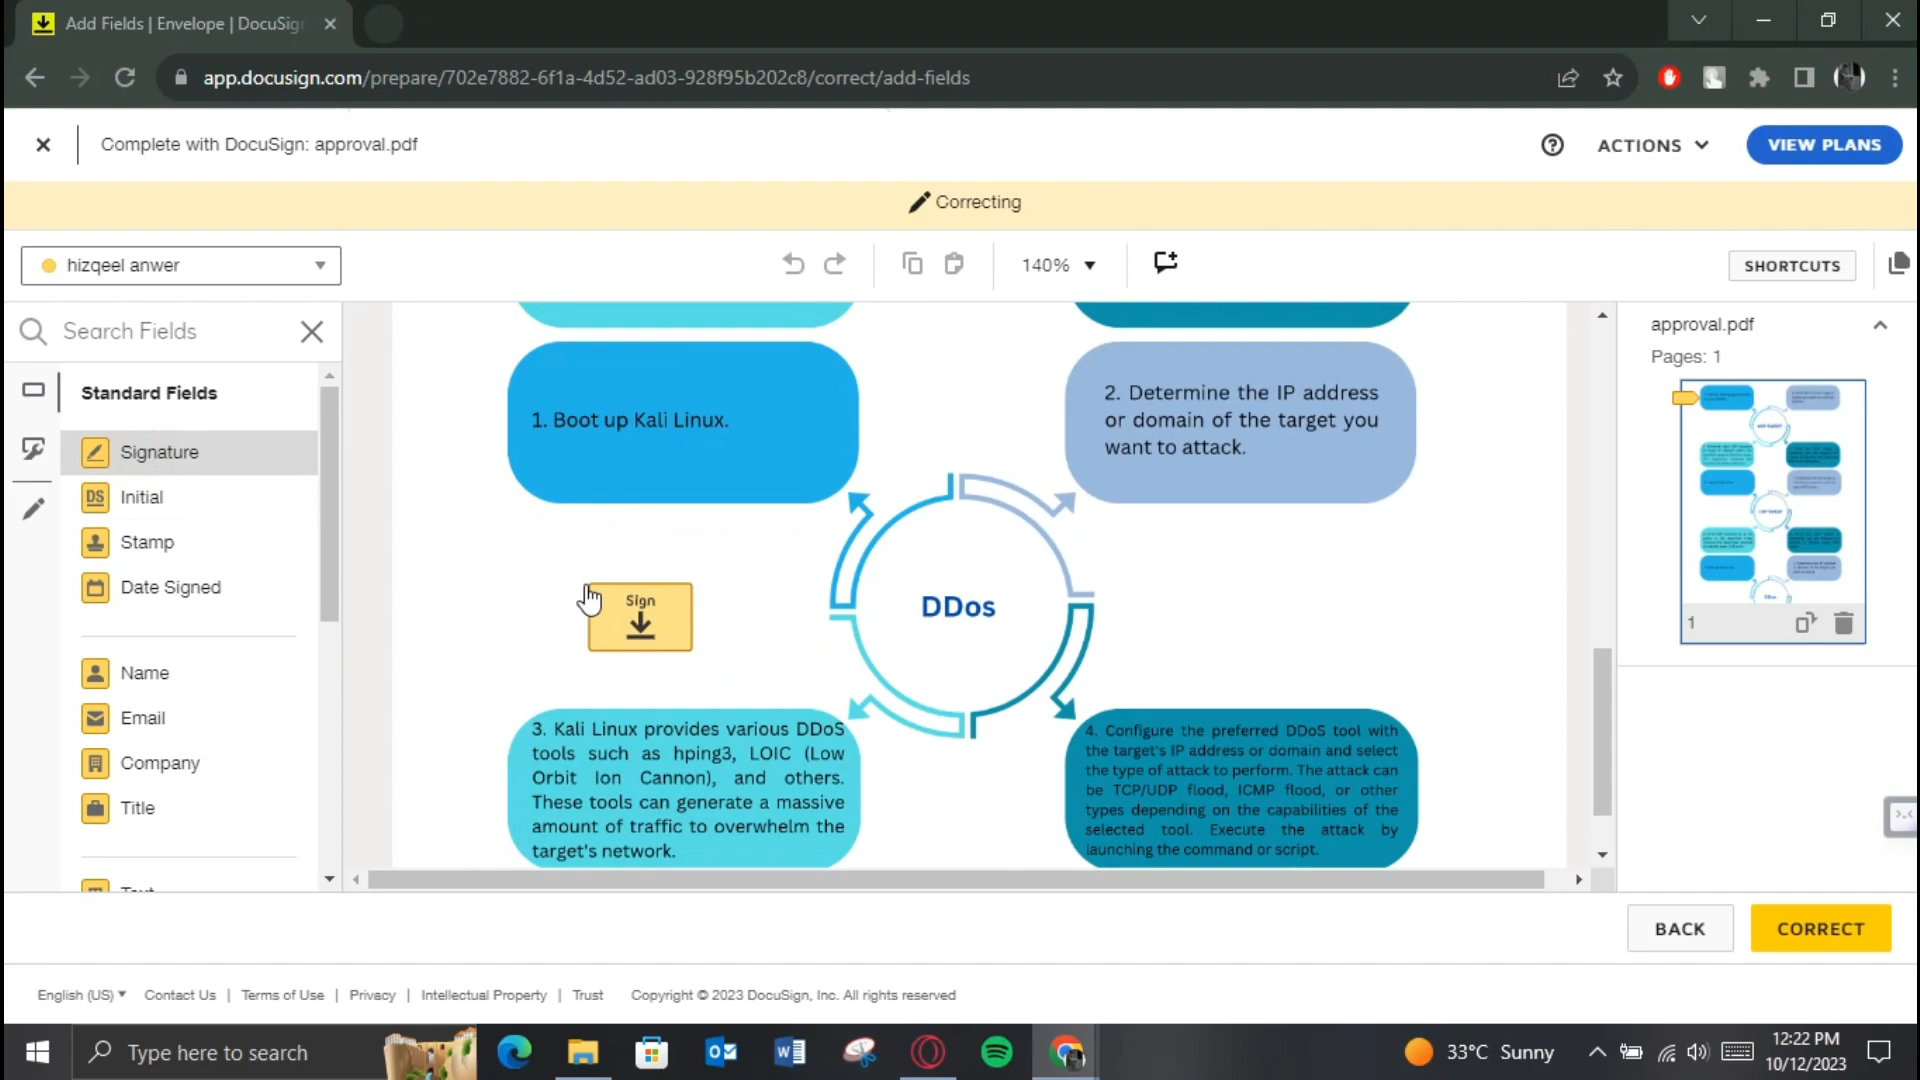 Add Fields | Envelope | DocuSign
app.docusign.com/prepare/702e7882-6f1a-4d52-ad03-928f95b202c8/correct/add-fields
Complete with DocuSign: approval.pdf
ACTIONS
VIEW PLANS
Correcting
hizqeel anwer
140%
SHORTCUTS
Search Fields
Standard Fields
Signature
DS Initial
Stamp
Date Signed
Name
Email
Company
Title
Text
1. Boot up Kali Linux.
2. Determine the IP address
or domain of the target you
want to attack.
Sign
DDos
3. Kali Linux provides various DDoS
tools such as hping3, LOIC (Low
Orbit Ion Cannon), and others.
These tools can generate a massive
amount of traffic to overwhelm the
target's network.
4. Configure the preferred DDoS tool with
the target's IP address or domain and select
the type of attack to perform. The attack can
be TCP/UDP flood, ICMP flood, or other
types depending on the capabilities of the
selected tool. Execute the attack by
launching the command or script.
approval.pdf
Pages: 1
1
BACK
CORRECT
English (US)
Contact Us | Terms of Use | Privacy | Intellectual Property | Trust
Copyright © 2023 DocuSign, Inc. All rights reserved
Type here to search
33°C Sunny
12:22 PM
10/12/2023